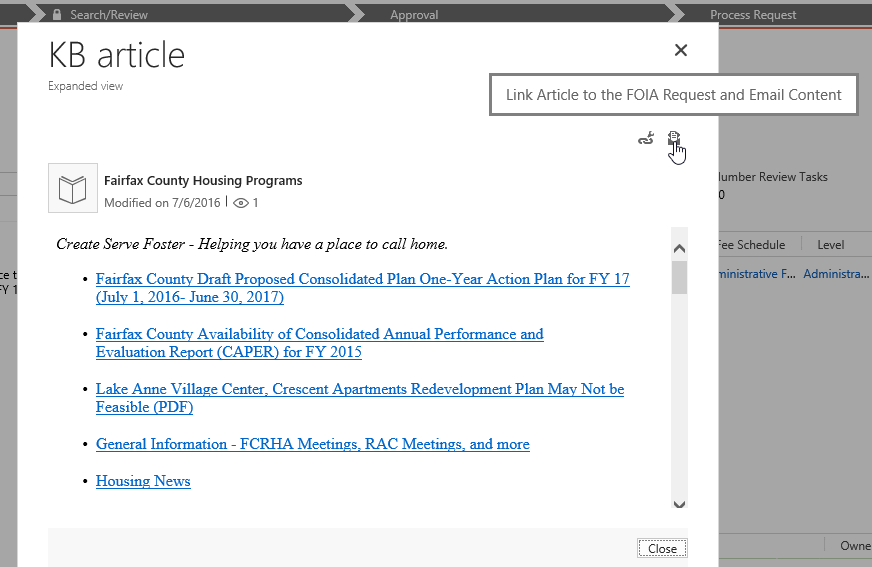 Search/Review
Approval
Process Request
KB article
Expanded view
Link Article to the FOIA Request and Email Content
Fairfax County Housing Programs
Modified on 7/6/2016 | 1
Number Review Tasks
0
Fee Schedule
Level
ministrative F...
Administra...
Create Serve Foster - Helping you have a place to call home.
• Fairfax County Draft Proposed Consolidated Plan One-Year Action Plan for FY 17
(July 1, 2016- June 30, 2017)
• Fairfax County Availability of Consolidated Annual Performance and
Evaluation Report (CAPER) for FY 2015
• Lake Anne Village Center, Crescent Apartments Redevelopment Plan May Not be
Feasible (PDF)
• General Information - FCRHA Meetings, RAC Meetings, and more
• Housing News
Close
Owne